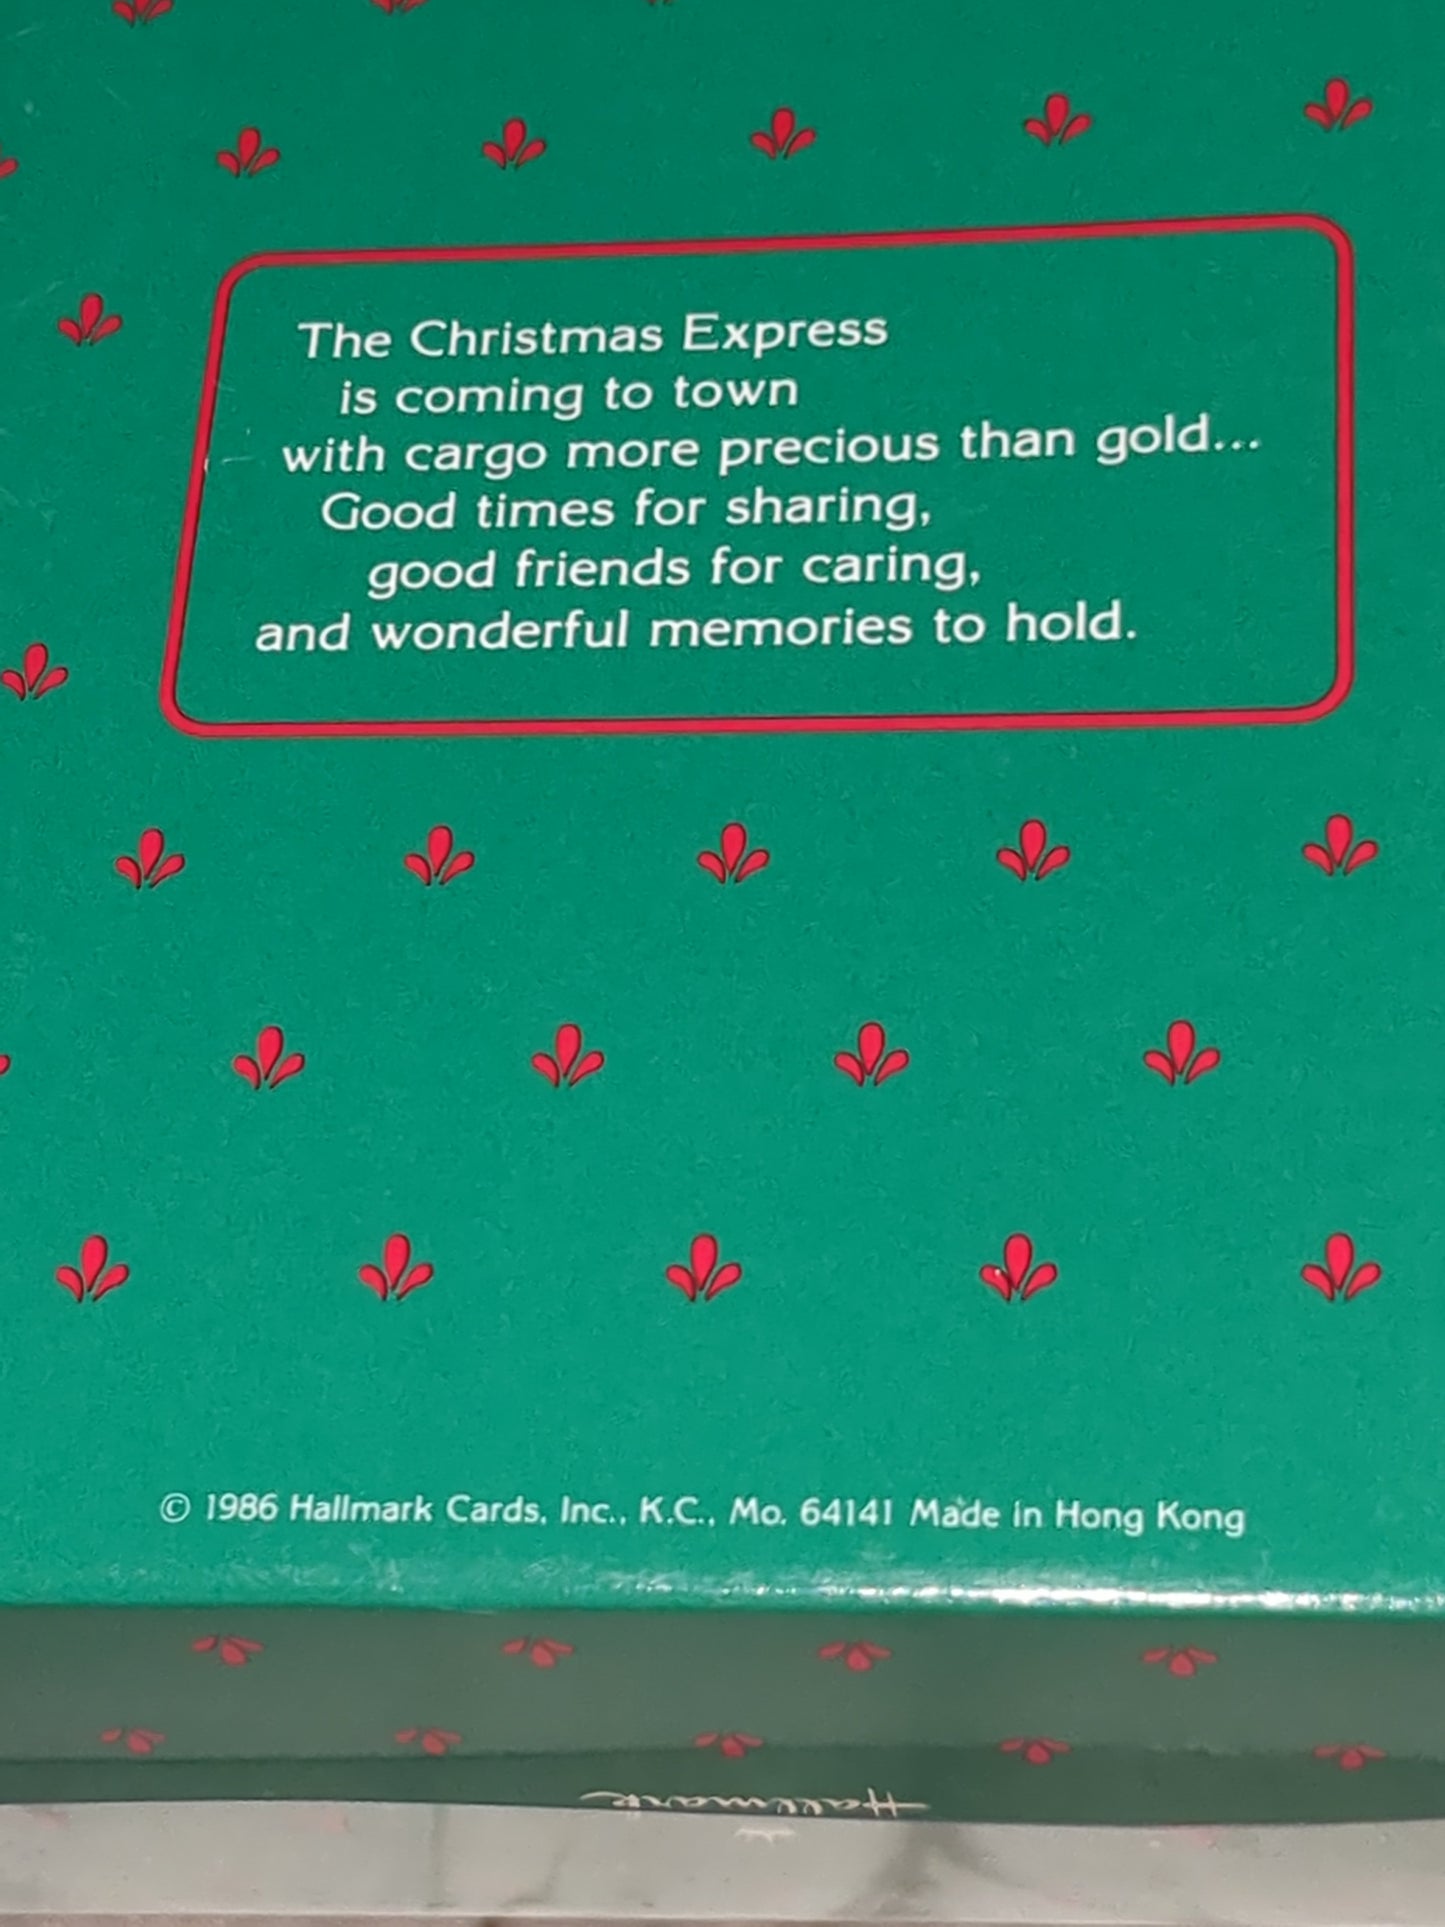 The Christmas Express
is coming to town
with cargo more precious than gold...
Good times for sharing,
good friends for caring,
and wonderful memories to hold.
© 1986 Hallmark Cards, Inc., K.C., Mo. 64141 Made in Hong Kong
Hallmark